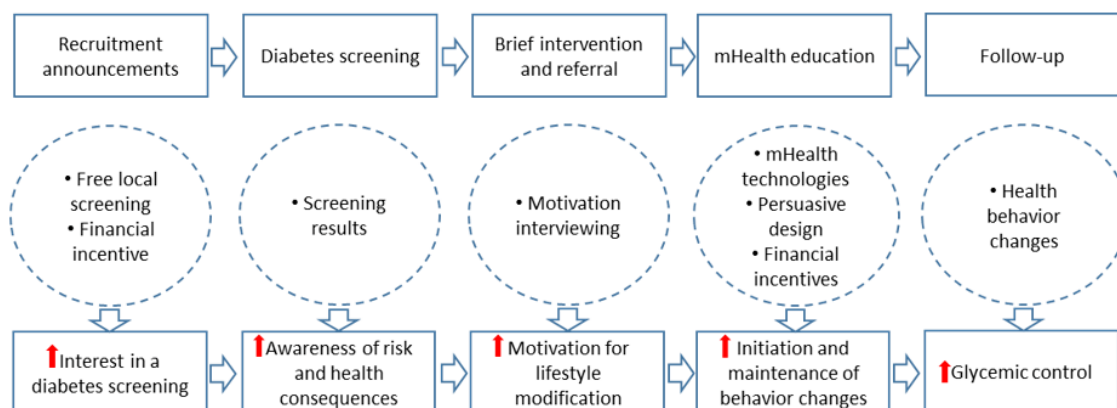 Recruitment
announcements
Diabetes screening
Brief intervention
and referral
mHealth education
Follow-up
• Free local
screening
• Financial
incentive
• Screening
results
• Motivation
interviewing
• mHealth
technologies
• Persuasive
design
• Financial
incentives
• Health
behavior
changes
Interest in a
diabetes screening
Awareness of risk
and health
consequences
Motivation for
lifestyle
modification
Initiation and
maintenance of
behavior changes
Glycemic control